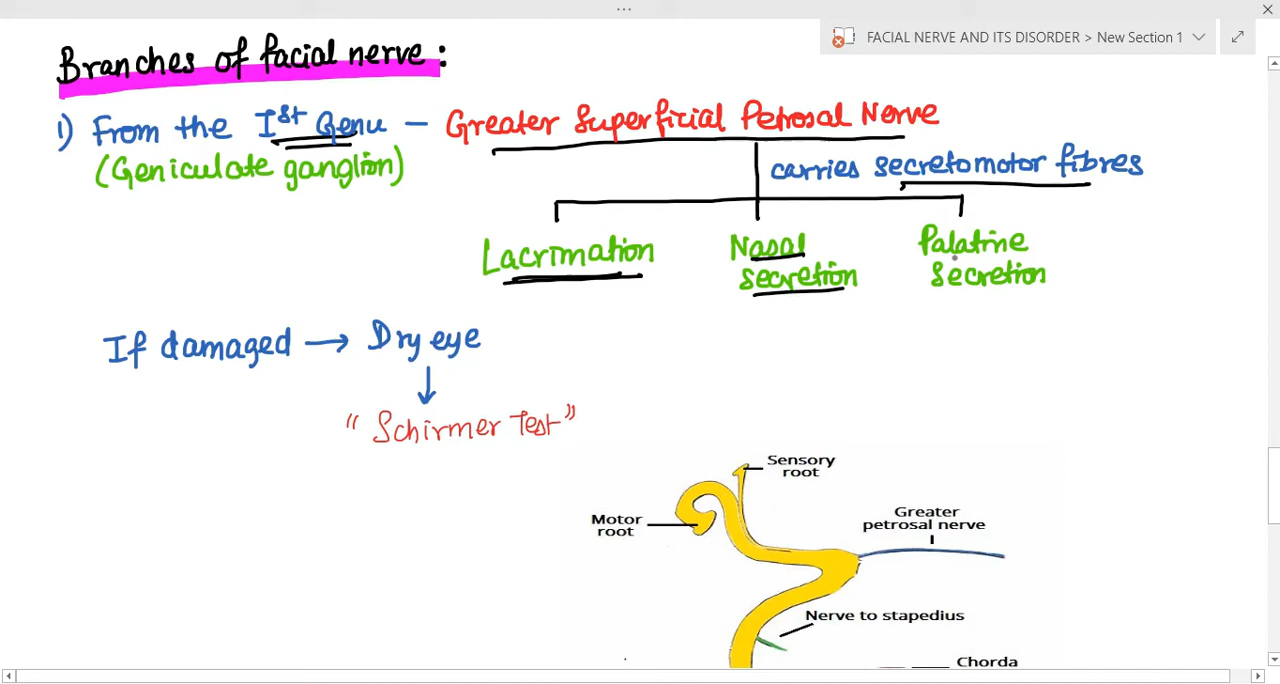 FACIAL NERVE AND ITS DISORDER > New Section 1
Branches of facial nerve :
1) From the Ist Genu – Greater Superficial Petrosal Nerve
(Geniculate ganglion)
carries secretomotor fibres
Lacrimation
Nasal
secretion
Palatine
secretion
If damaged → Dry eye
↓
" Schirmer Test "
Sensory
root
Motor
root
Greater
petrosal nerve
Nerve to stapedius
Chorda